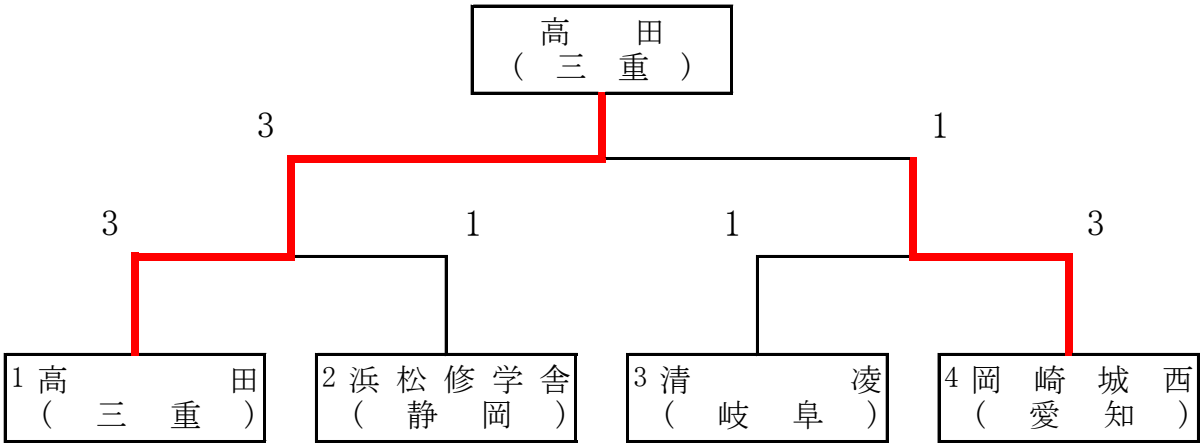 高田
(三重)
3 1
3 1 1 3
1 高田
(三重)
2 浜松修学舎
(静岡)
3 清凌
(岐阜)
4 岡崎城西
(愛知)